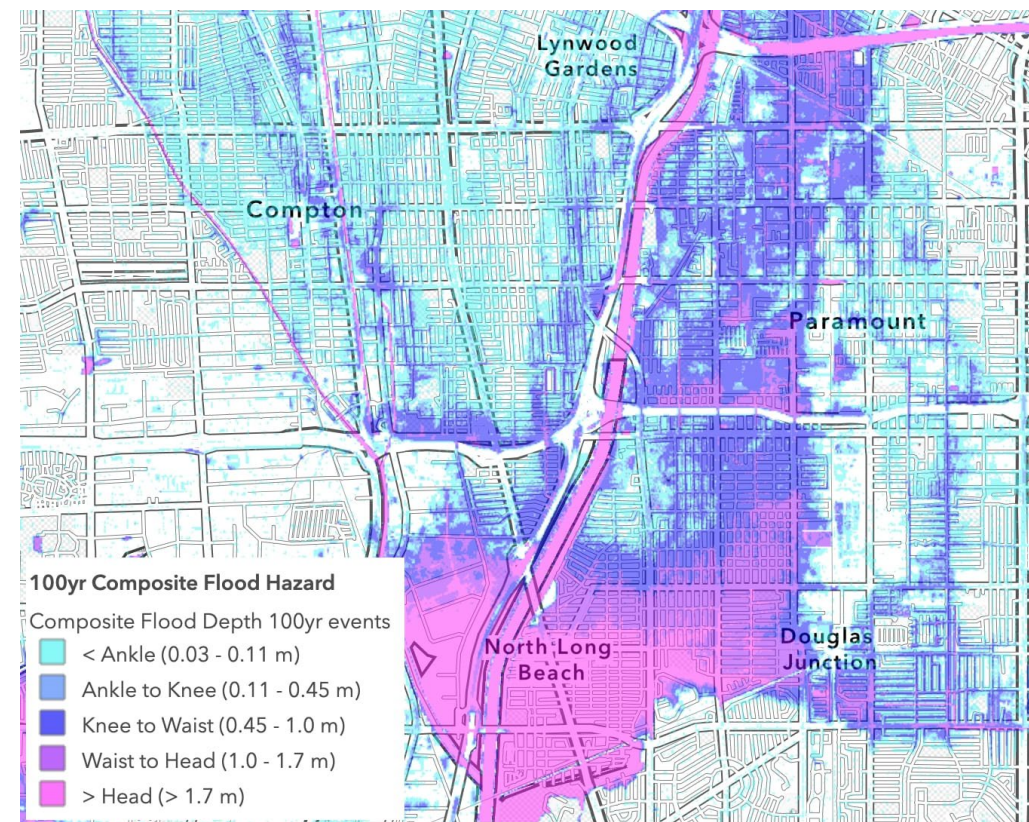 Lynwood
Gardens
Compton
Paramount
North Long
Beach
Douglas
Junction
100yr Composite Flood Hazard
Composite Flood Depth 100yr events
< Ankle (0.03 - 0.11 m)
Ankle to Knee (0.11 - 0.45 m)
Knee to Waist (0.45 - 1.0 m)
Waist to Head (1.0 - 1.7 m)
> Head (> 1.7 m)